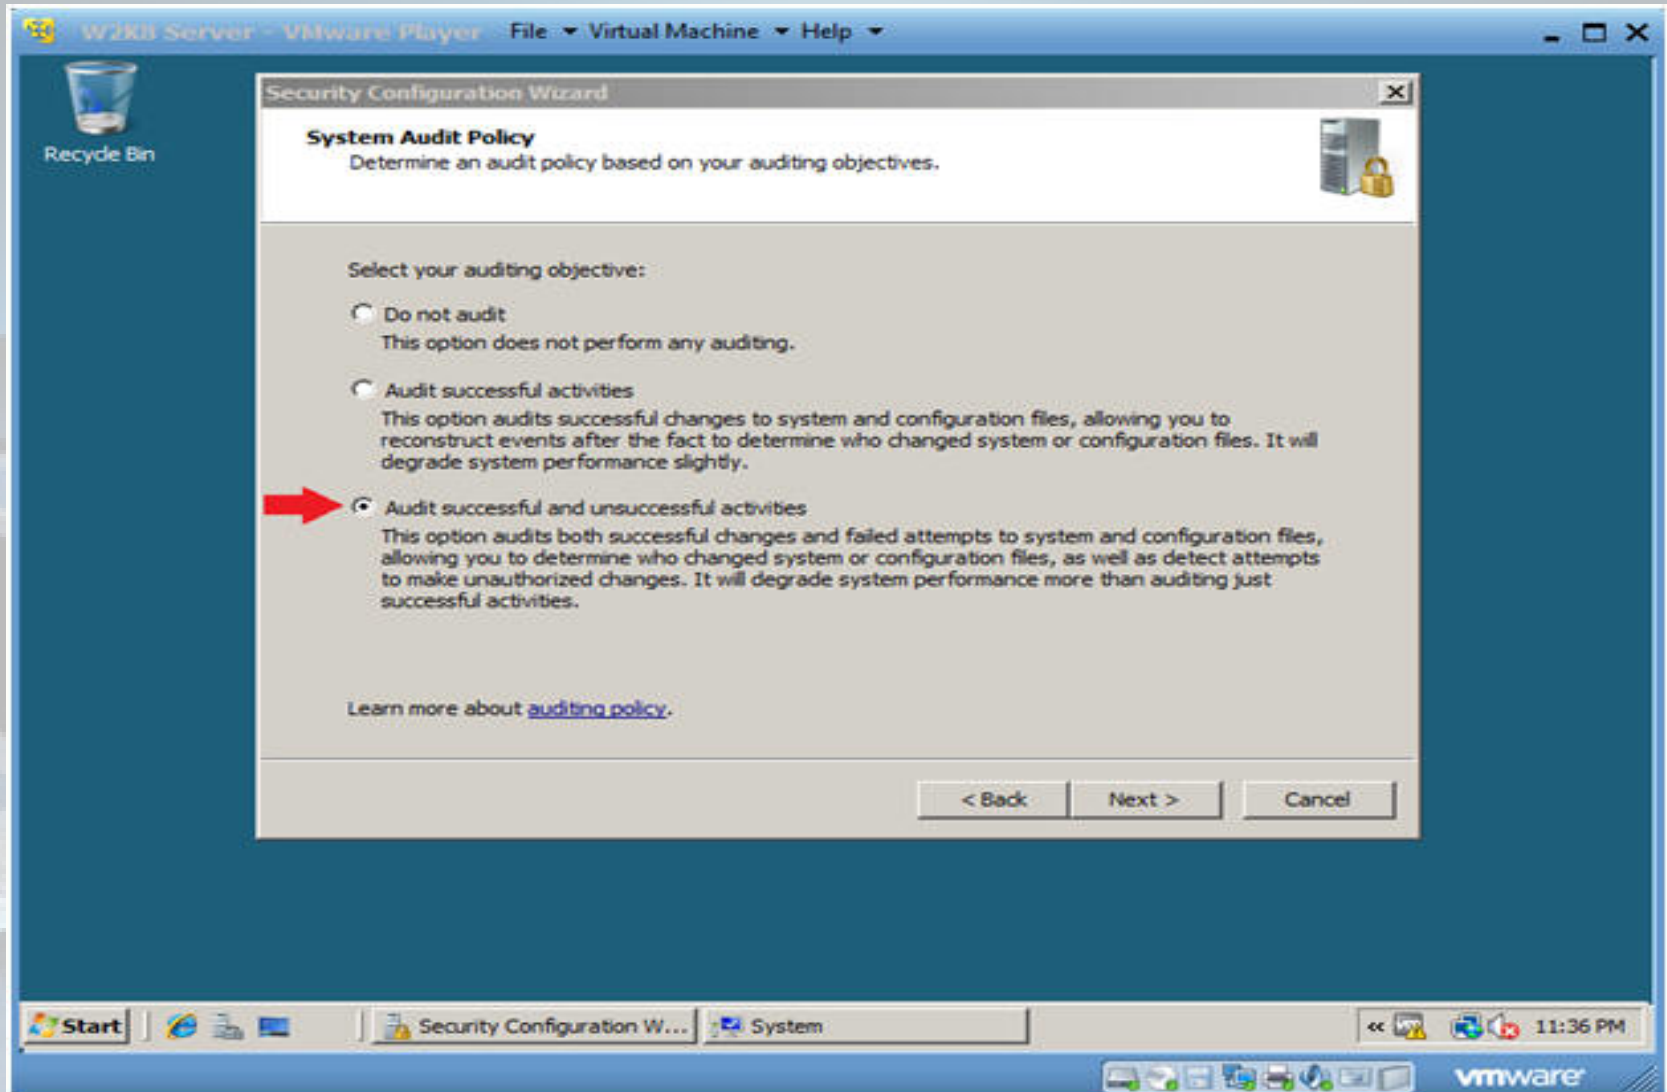 W2K8 Server - VMware Player File Virtual Machine Help
Recycle Bin
Security Configuration Wizard
System Audit Policy
Determine an audit policy based on your auditing objectives.
Select your auditing objective:
Do not audit
This option does not perform any auditing.
Audit successful activities
This option audits successful changes to system and configuration files, allowing you to
reconstruct events after the fact to determine who changed system or configuration files. It will
degrade system performance slightly.
Audit successful and unsuccessful activities
This option audits both successful changes and failed attempts to system and configuration files,
allowing you to determine who changed system or configuration files, as well as detect attempts
to make unauthorized changes. It will degrade system performance more than auditing just
successful activities.
Learn more about auditing policy.
< Back Next > Cancel
Start Security Configuration W... System « 11:36 PM
vmware